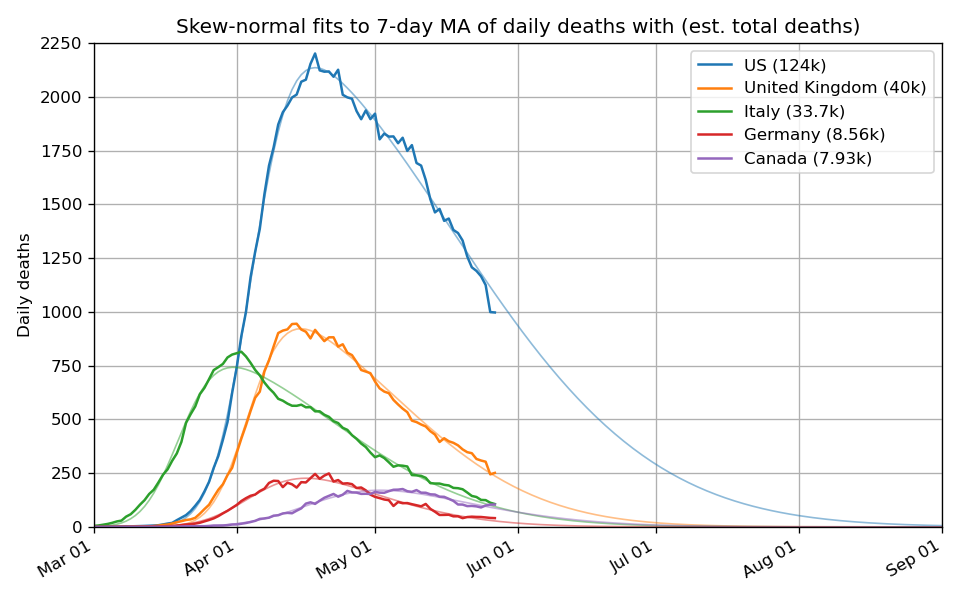 Skew-normal fits to 7-day MA of daily deaths with (est. total deaths)
2250
2000
1750
1500
1250
1000
750
500
250
0
Daily deaths
US (124k)
United Kingdom (40k)
Italy (33.7k)
Germany (8.56k)
Canada (7.93k)
Mar 01
Apr 01
May 01
Jun 01
Jul 01
Aug 01
Sep 01